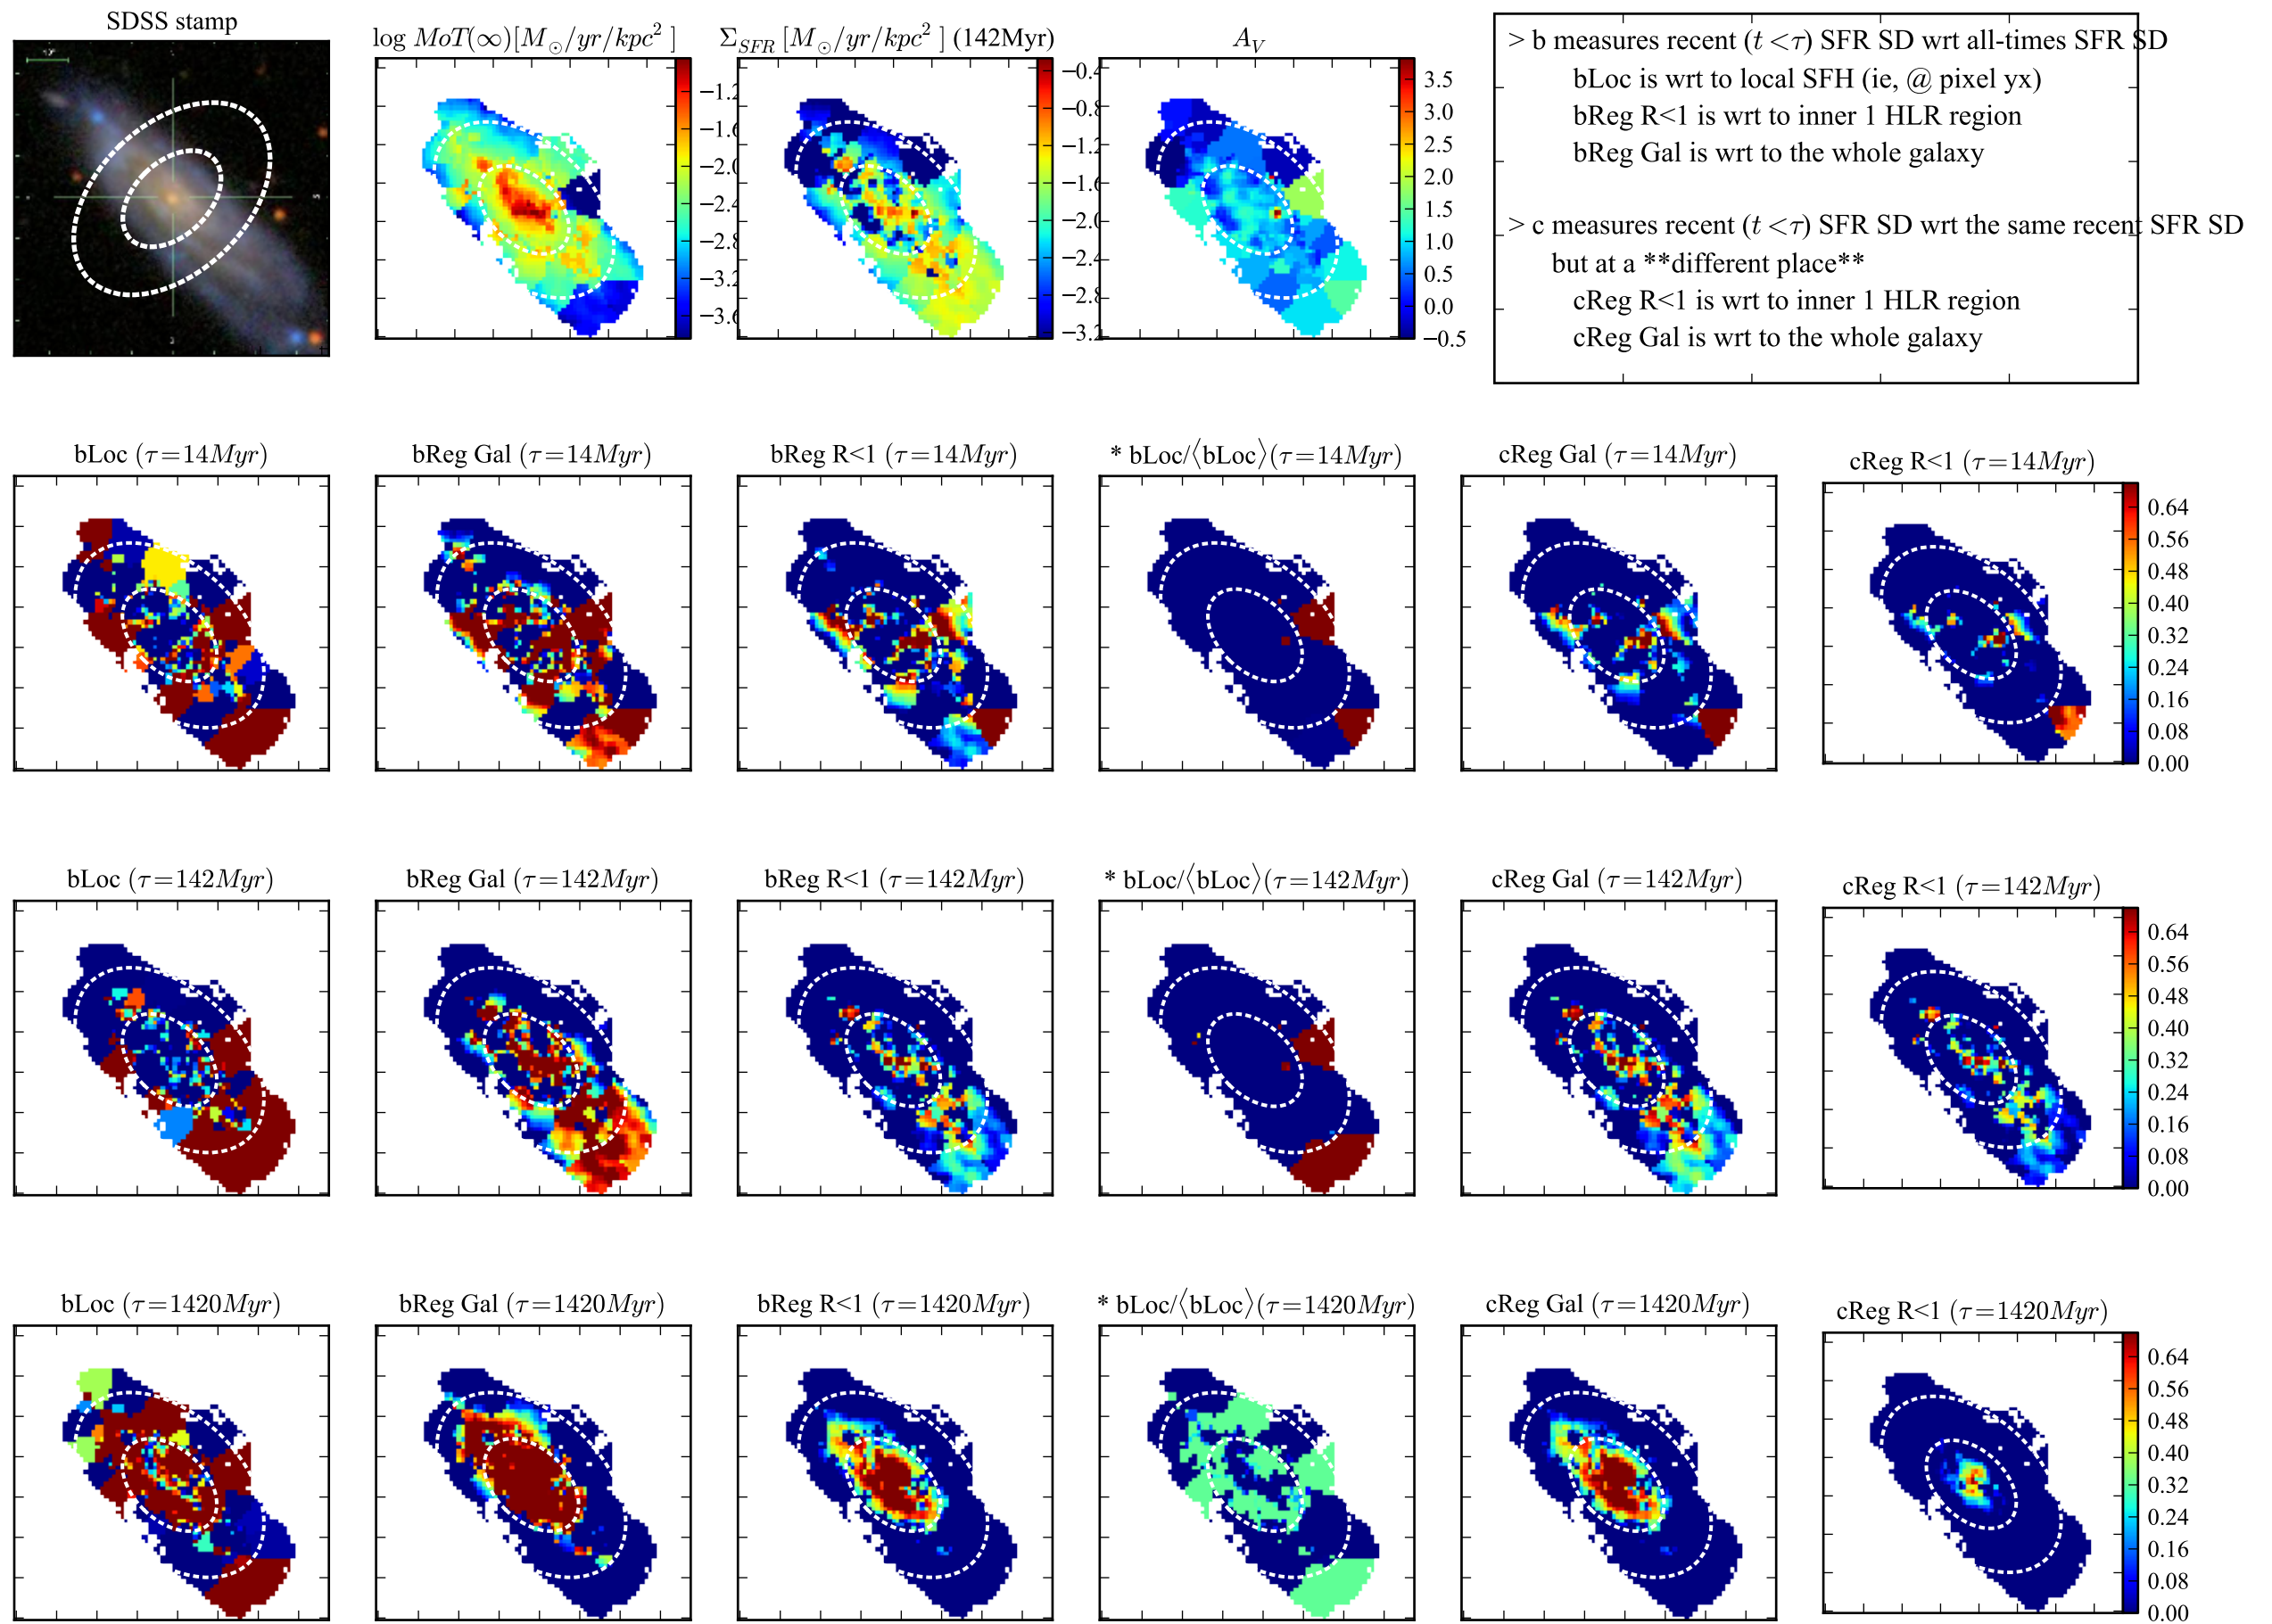 SDSS stamp
log MoT(∞)[M⊙/yr/kpc²]
Σ_SFR [M⊙/yr/kpc²] (142Myr)
A_V
−1.2
−1.6
−2.0
−2.4
−2.8
−3.2
−3.6
−0.4
−0.8
−1.2
−1.6
−2.0
−2.4
−2.8
−3.2
3.5
3.0
2.5
2.0
1.5
1.0
0.5
0.0
−0.5
> b measures recent (t <τ) SFR SD wrt all-times SFR SD
bLoc is wrt to local SFH (ie, @ pixel yx)
bReg R<1 is wrt to inner 1 HLR region
bReg Gal is wrt to the whole galaxy
> c measures recent (t <τ) SFR SD wrt the same recent SFR SD
but at a **different place**
cReg R<1 is wrt to inner 1 HLR region
cReg Gal is wrt to the whole galaxy
bLoc (τ=14Myr)
bReg Gal (τ=14Myr)
bReg R<1 (τ=14Myr)
* bLoc/⟨bLoc⟩(τ=14Myr)
cReg Gal (τ=14Myr)
cReg R<1 (τ=14Myr)
0.64
0.56
0.48
0.40
0.32
0.24
0.16
0.08
0.00
bLoc (τ=142Myr)
bReg Gal (τ=142Myr)
bReg R<1 (τ=142Myr)
* bLoc/⟨bLoc⟩(τ=142Myr)
cReg Gal (τ=142Myr)
cReg R<1 (τ=142Myr)
0.64
0.56
0.48
0.40
0.32
0.24
0.16
0.08
0.00
bLoc (τ=1420Myr)
bReg Gal (τ=1420Myr)
bReg R<1 (τ=1420Myr)
* bLoc/⟨bLoc⟩(τ=1420Myr)
cReg Gal (τ=1420Myr)
cReg R<1 (τ=1420Myr)
0.64
0.56
0.48
0.40
0.32
0.24
0.16
0.08
0.00